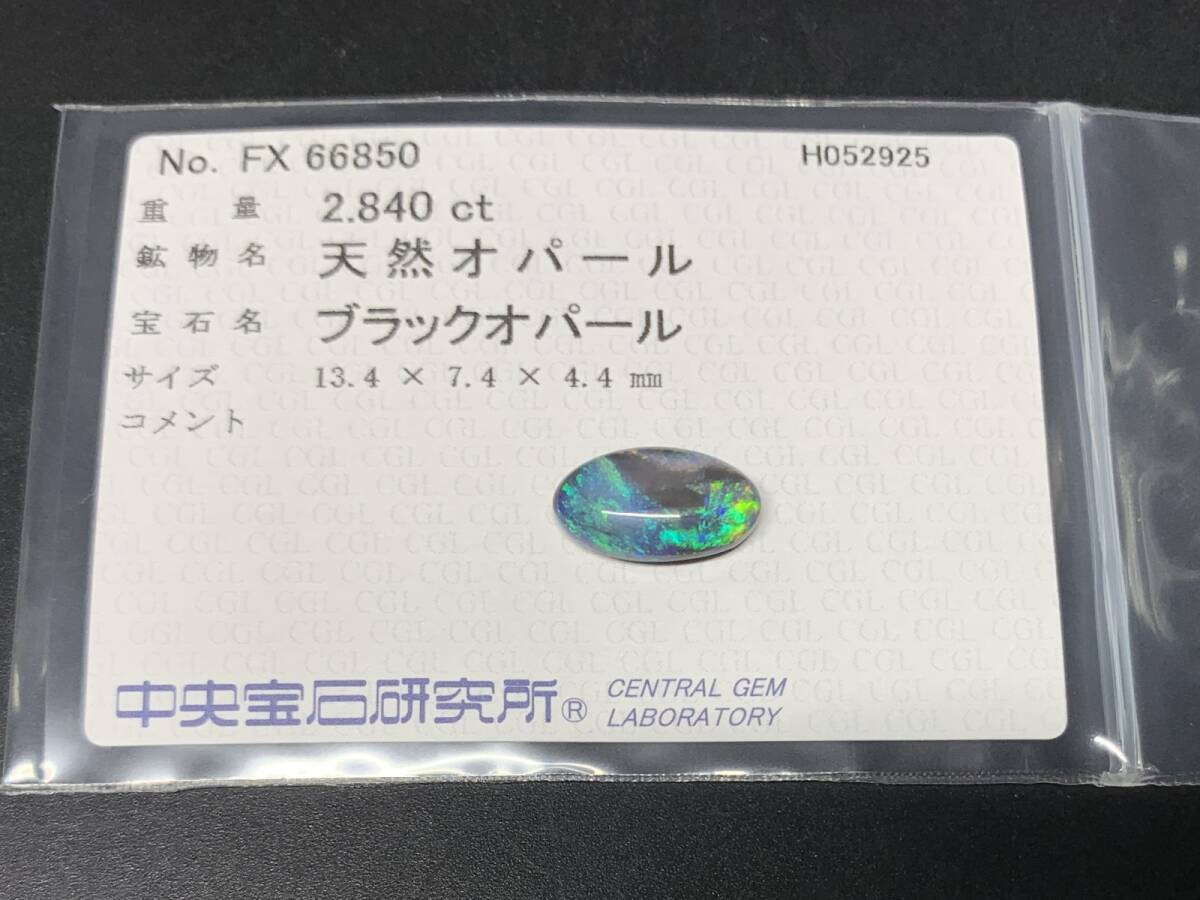 No. FX 66850 H052925
重量 2.840 ct
鉱物名 天然オパール
宝石名 ブラックオパール
サイズ 13.4 × 7.4 × 4.4 ㎜
コメント
中央宝石研究所® CENTRAL GEM
LABORATORY